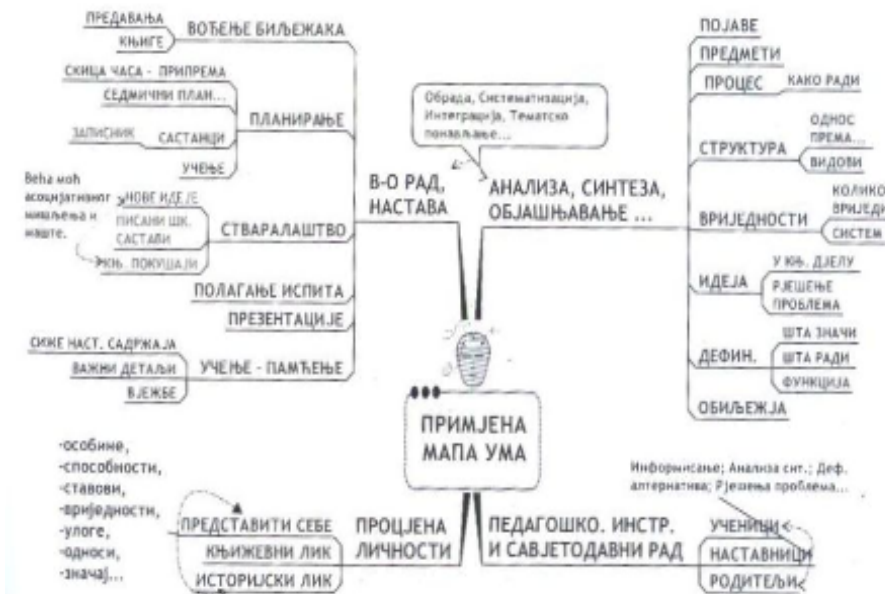 ПРЕДАВАЊА
КЊИГЕ
ВОЂЕЊЕ БИЉЕЖАКА
СКИЦА ЧАСА - ПРИПРЕМА
СЕДМИЧНИ ПЛАН...
ЗАПИСНИК
САСТАНЦИ
УЧЕЊЕ
ПЛАНИРАЊЕ
Већа моћ
асоцијативног
мишљења и
маште.
НОВЕ ИДЕЈЕ
ПИСАНИ ШК.
САСТАВИ
КЊ. ПОКУШАЈИ
СТВАРАЛАШТВО
ПОЛАГАЊЕ ИСПИТА
ПРЕЗЕНТАЦИЈЕ
СИЖЕ НАСТ. САДРЖАЈА
ВАЖНИ ДЕТАЉИ
ВЈЕЖБЕ
УЧЕЊЕ - ПАМЋЕЊЕ
В-О РАД,
НАСТАВА
Обрада, Систематизација,
Интеграција, Тематско
понављање...
АНАЛИЗА, СИНТЕЗА,
ОБЈАШЊАВАЊЕ ...
ПОЈАВЕ
ПРЕДМЕТИ
ПРОЦЕС
КАКО РАДИ
СТРУКТУРА
ОДНОС
ПРЕМА...
ВИДОВИ
ВРИЈЕДНОСТИ
КОЛИКО
ВРИЈЕДИ
СИСТЕМ
ИДЕЈА
У КЊ. ДЈЕЛУ
РЈЕШЕЊЕ
ПРОБЛЕМА
ДЕФИН.
ШТА ЗНАЧИ
ШТА РАДИ
ФУНКЦИЈА
ОБИЉЕЖЈА
ПРИМЈЕНА
МАПА УМА
-особине,
-способности,
-ставови,
-вриједности,
-улоге,
-односи,
-значај...
ПРЕДСТАВИТИ СЕБЕ
КЊИЖЕВНИ ЛИК
ИСТОРИЈСКИ ЛИК
ПРОЦЈЕНА
ЛИЧНОСТИ
ПЕДАГОШКО. ИНСТР.
И САВЈЕТОДАВНИ РАД
Информисање; Анализа сит.; Деф.
алтернатива; Рјешења проблема...
УЧЕНИЦИ
НАСТАВНИЦИ
РОДИТЕЉИ